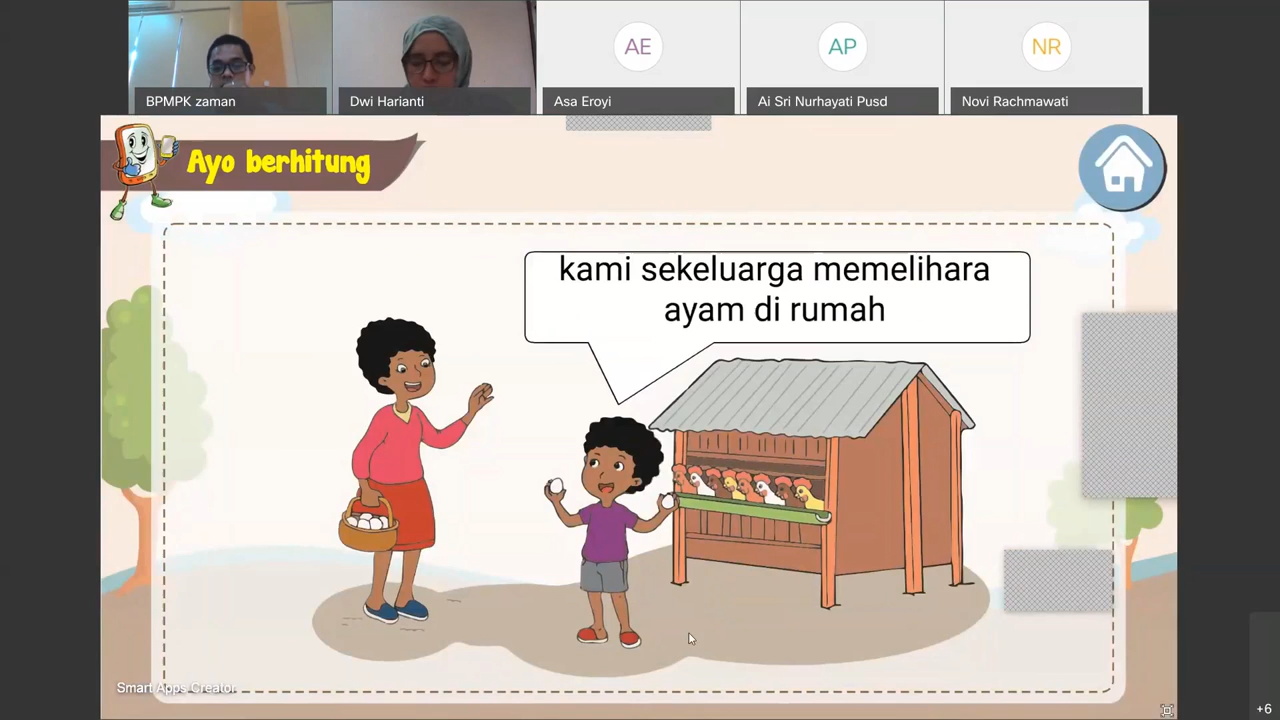 AE
AP
NR
BPMPK zaman
Dwi Harianti
Asa Eroyi
Ai Sri Nurhayati Pusd
Novi Rachmawati
Ayo berhitung
kami sekeluarga memelihara
ayam di rumah
Smart Apps Creator
+6